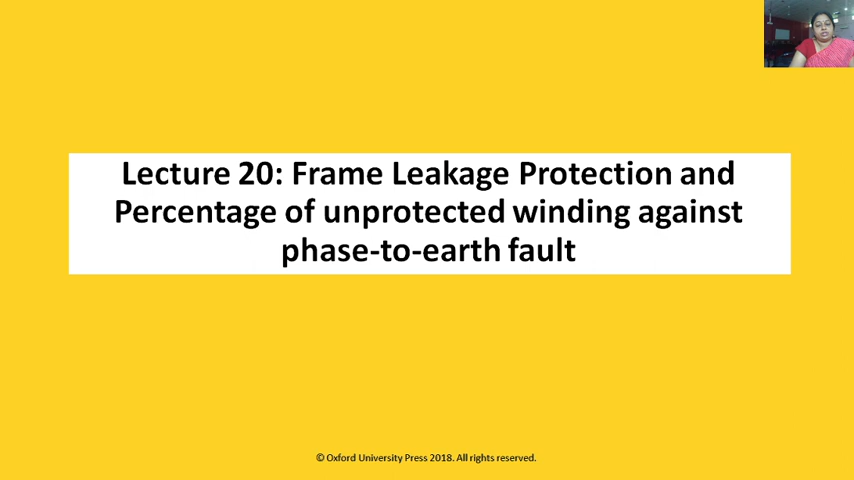 Lecture 20: Frame Leakage Protection and
Percentage of unprotected winding against
phase-to-earth fault
© Oxford University Press 2018. All rights reserved.